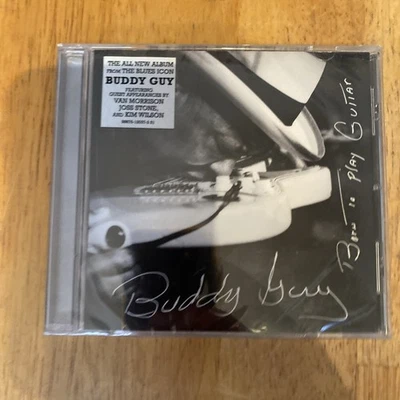 THE ALL NEW ALBUM
FROM THE BLUES ICON
BUDDY GUY
FEATURING
GUEST APPEARANCES BY
VAN MORRISON
JOSS STONE,
AND KIM WILSON
Born to Play Guitar
Buddy Guy